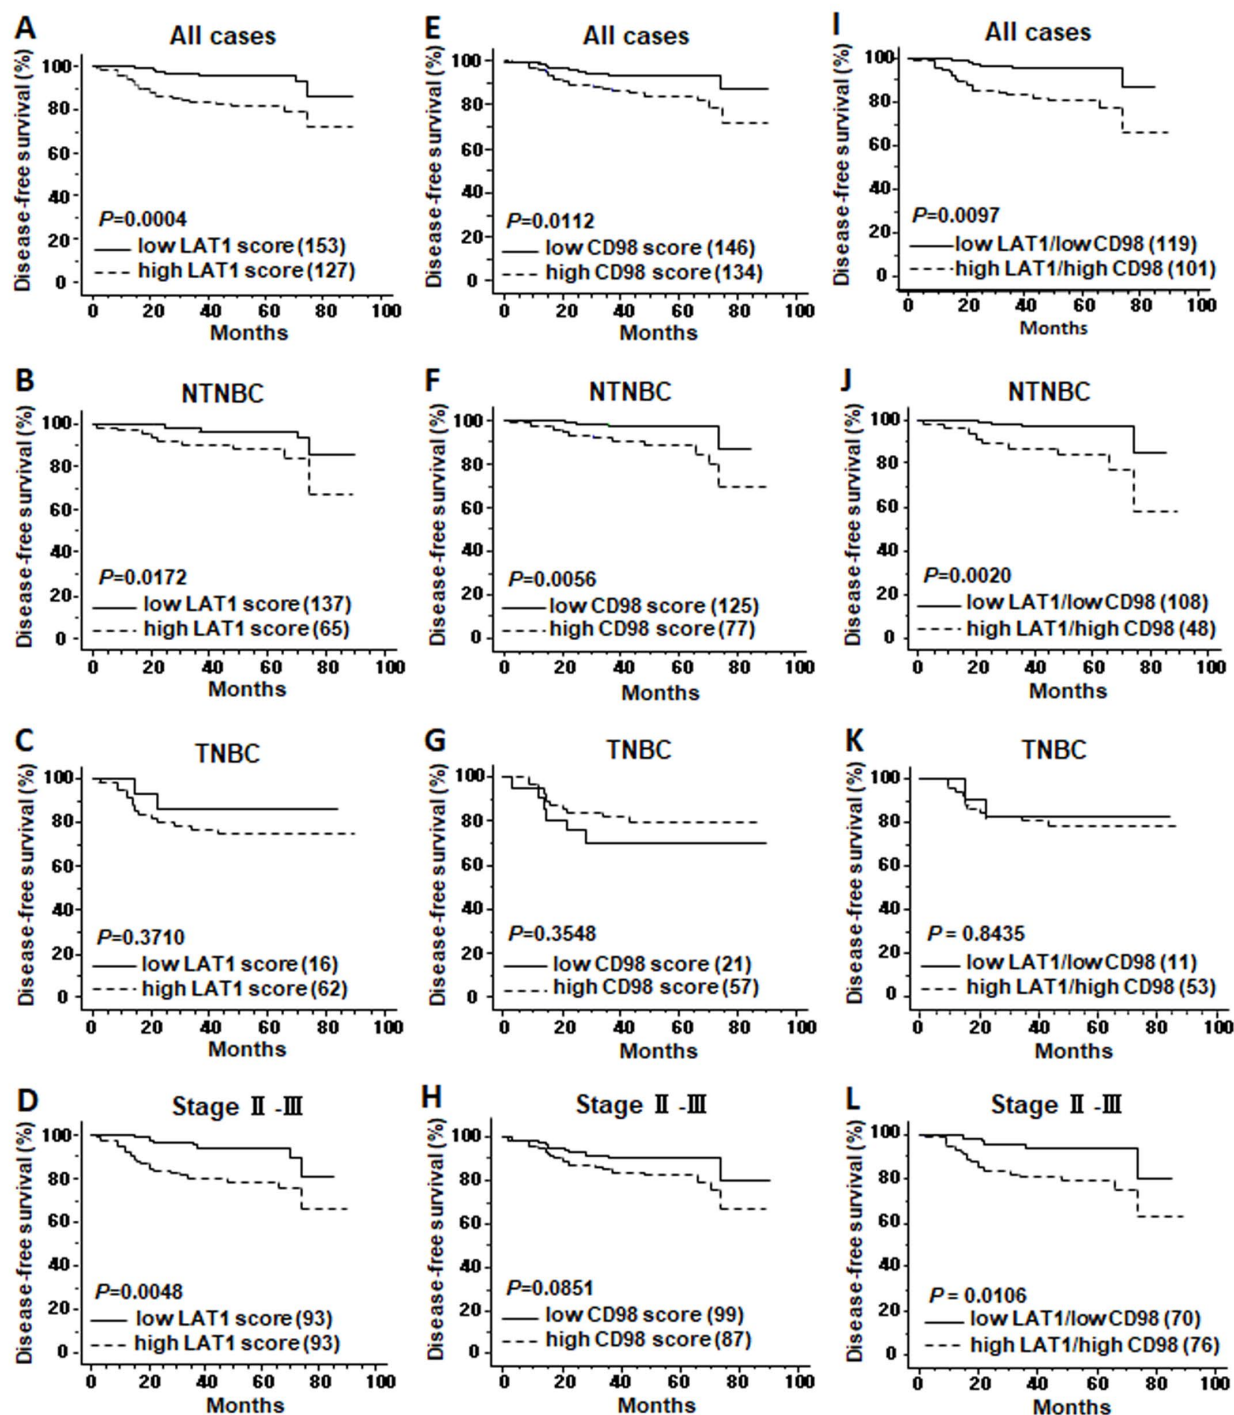 A
All cases
Disease-free survival (%)
100
80
60
40
20
0
P=0.0004
low LAT1 score (153)
high LAT1 score (127)
0 20 40 60 80 100
Months
E
All cases
Disease-free survival (%)
100
80
60
40
20
0
P=0.0112
low CD98 score (146)
high CD98 score (134)
0 20 40 60 80 100
Months
I
All cases
Disease-free survival (%)
100
80
60
40
20
0
P=0.0097
low LAT1/low CD98 (119)
high LAT1/high CD98 (101)
0 20 40 60 80 100
Months
B
NTNBC
Disease-free survival (%)
100
80
60
40
20
0
P=0.0172
low LAT1 score (137)
high LAT1 score (65)
0 20 40 60 80 100
Months
F
NTNBC
Disease-free survival (%)
100
80
60
40
20
0
P=0.0056
low CD98 score (125)
high CD98 score (77)
0 20 40 60 80 100
Months
J
NTNBC
Disease-free survival (%)
100
80
60
40
20
0
P=0.0020
low LAT1/low CD98 (108)
high LAT1/high CD98 (48)
0 20 40 60 80 100
Months
C
TNBC
Disease-free survival (%)
100
80
60
40
20
0
P=0.3710
low LAT1 score (16)
high LAT1 score (62)
0 20 40 60 80 100
Months
G
TNBC
Disease-free survival (%)
100
80
60
40
20
0
P=0.3548
low CD98 score (21)
high CD98 score (57)
0 20 40 60 80 100
Months
K
TNBC
Disease-free survival (%)
100
80
60
40
20
0
P = 0.8435
low LAT1/low CD98 (11)
high LAT1/high CD98 (53)
0 20 40 60 80 100
Months
D
Stage Ⅱ -Ⅲ
Disease-free survival (%)
100
80
60
40
20
0
P=0.0048
low LAT1 score (93)
high LAT1 score (93)
0 20 40 60 80 100
Months
H
Stage Ⅱ -Ⅲ
Disease-free survival (%)
100
80
60
40
20
0
P=0.0851
low CD98 score (99)
high CD98 score (87)
0 20 40 60 80 100
Months
L
Stage Ⅱ -Ⅲ
Disease-free survival (%)
100
80
60
40
20
0
P = 0.0106
low LAT1/low CD98 (70)
high LAT1/high CD98 (76)
0 20 40 60 80 100
Months